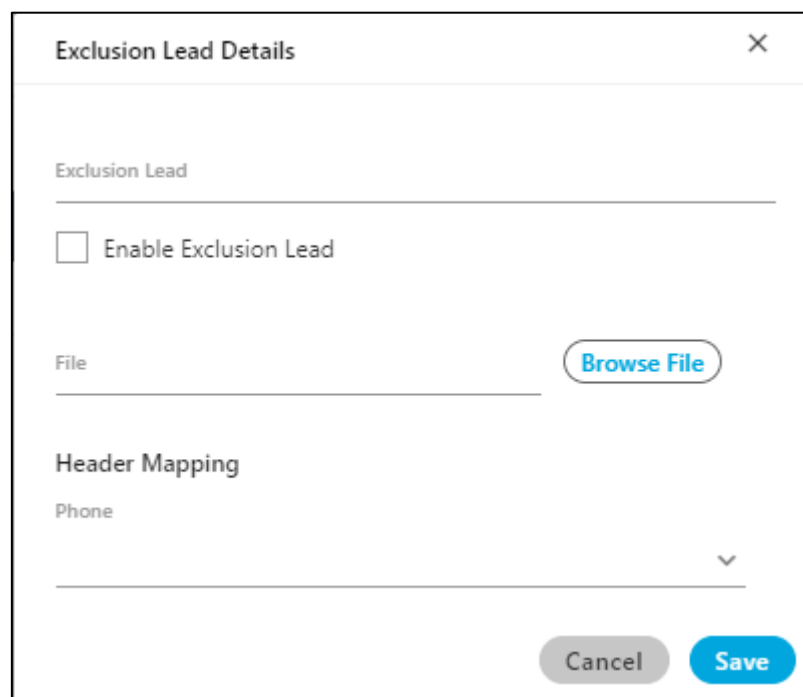 Exclusion Lead Details
Exclusion Lead
Enable Exclusion Lead
File
Browse File
Header Mapping
Phone
Cancel
Save